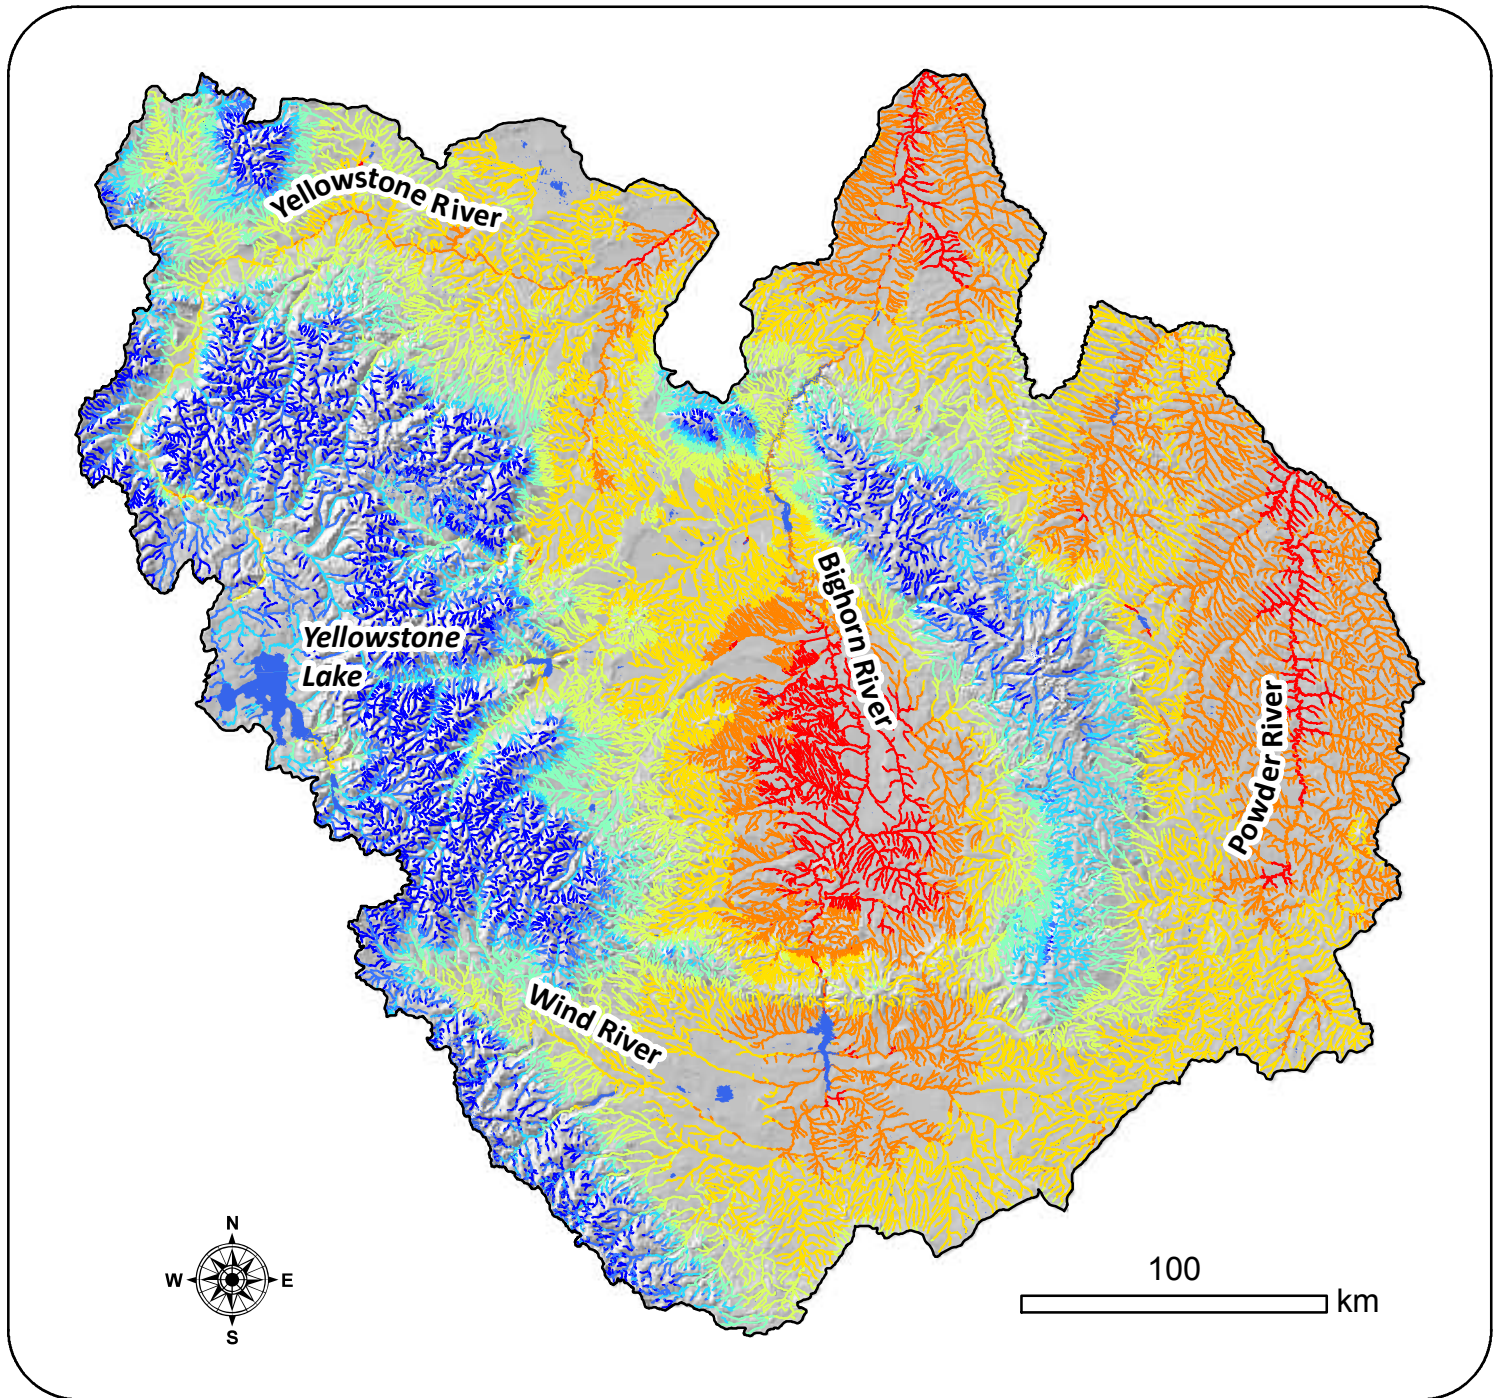 Yellowstone River
Bighorn River
Yellowstone
Lake
Powder River
Wind River
N
W
E
S
100
km